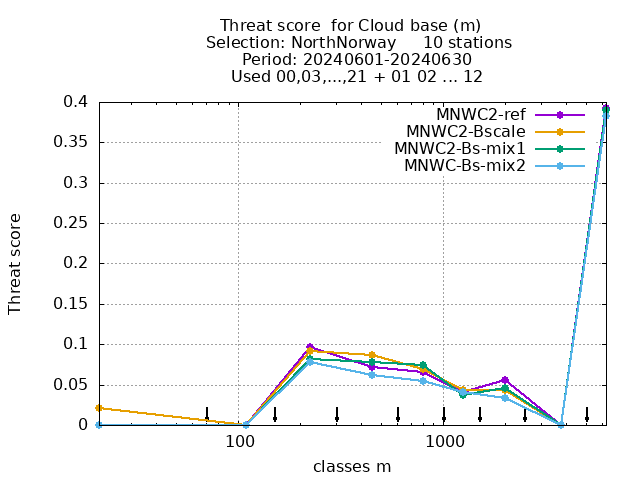 Threat score  for Cloud base (m)
Selection: NorthNorway     10 stations
Period: 20240601-20240630
Used 00,03,...,21 + 01 02 ... 12
0.4
0.35
0.3
0.25
0.2
0.15
0.1
0.05
0
Threat score
MNWC2-ref
MNWC2-Bscale
MNWC2-Bs-mix1
MNWC-Bs-mix2
100
1000
classes m